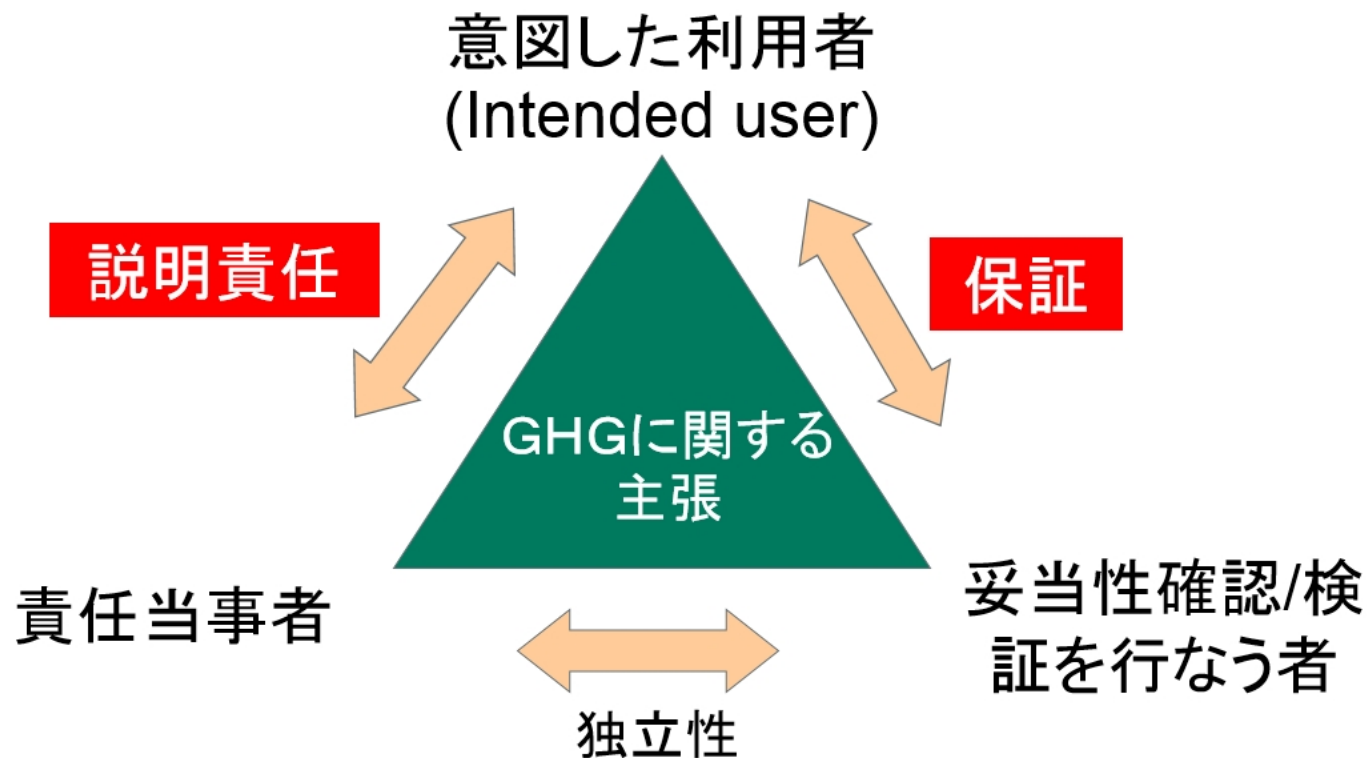 意図した利用者
(Intended user)
説明責任
保証
GHGに関する
主張
責任当事者
妥当性確認/検
証を行なう者
独立性